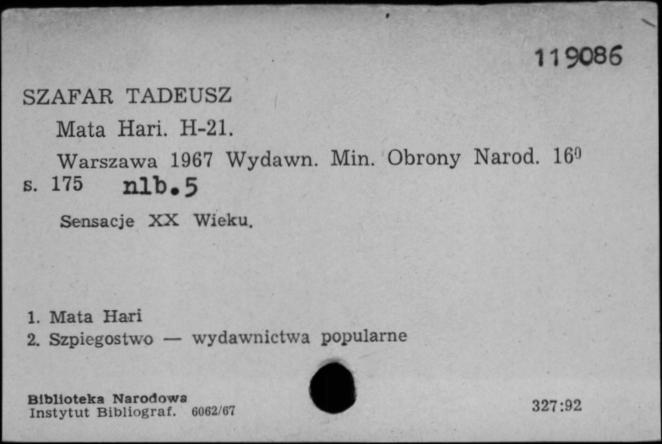 119086
SZAFAR TADEUSZ
Mata Hari. H-21.
Warszawa 1967 Wydawn. Min. Obrony Narod. 16⁰
s. 175 nlb.5
Sensacje XX Wieku.
1. Mata Hari
2. Szpiegostwo — wydawnictwa popularne
Biblioteka Narodowa
Instytut Bibliograf. 6062/67
327:92